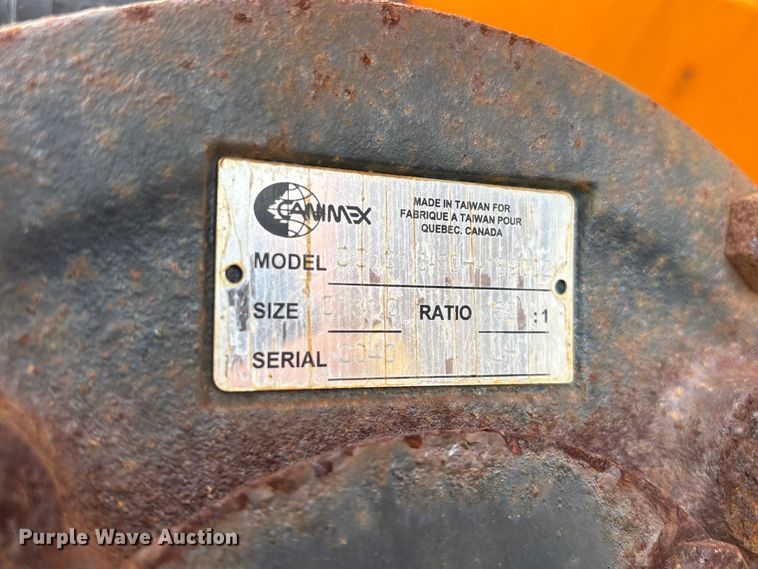 CANIMEX
MADE IN TAIWAN FOR
FABRIQUE A TAIWAN POUR
QUEBEC, CANADA
MODEL
SIZE RATIO :1
SERIAL
Purple Wave Auction